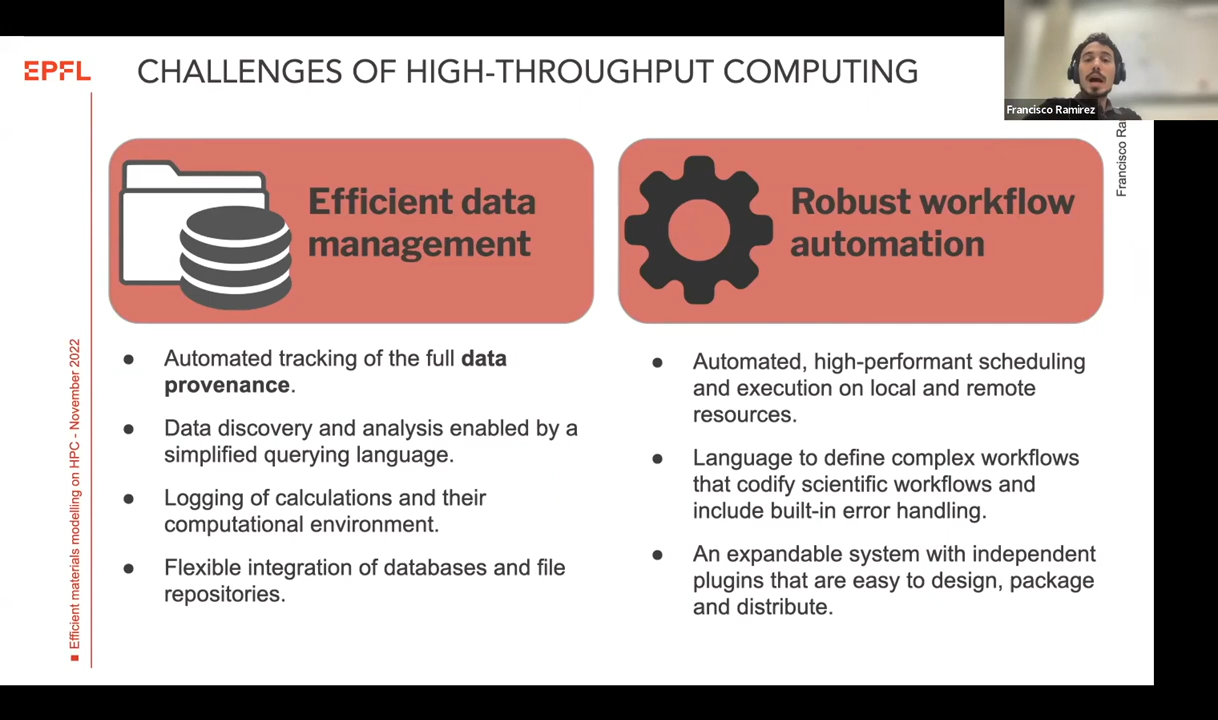 EPFL
CHALLENGES OF HIGH-THROUGHPUT COMPUTING
Francisco Ramirez
Francisco Ra
Efficient data
management
Robust workflow
automation
Automated tracking of the full data
provenance.
Data discovery and analysis enabled by a
simplified querying language.
Logging of calculations and their
computational environment.
Flexible integration of databases and file
repositories.
Automated, high-performant scheduling
and execution on local and remote
resources.
Language to define complex workflows
that codify scientific workflows and
include built-in error handling.
An expandable system with independent
plugins that are easy to design, package
and distribute.
Efficient materials modelling on HPC - November 2022